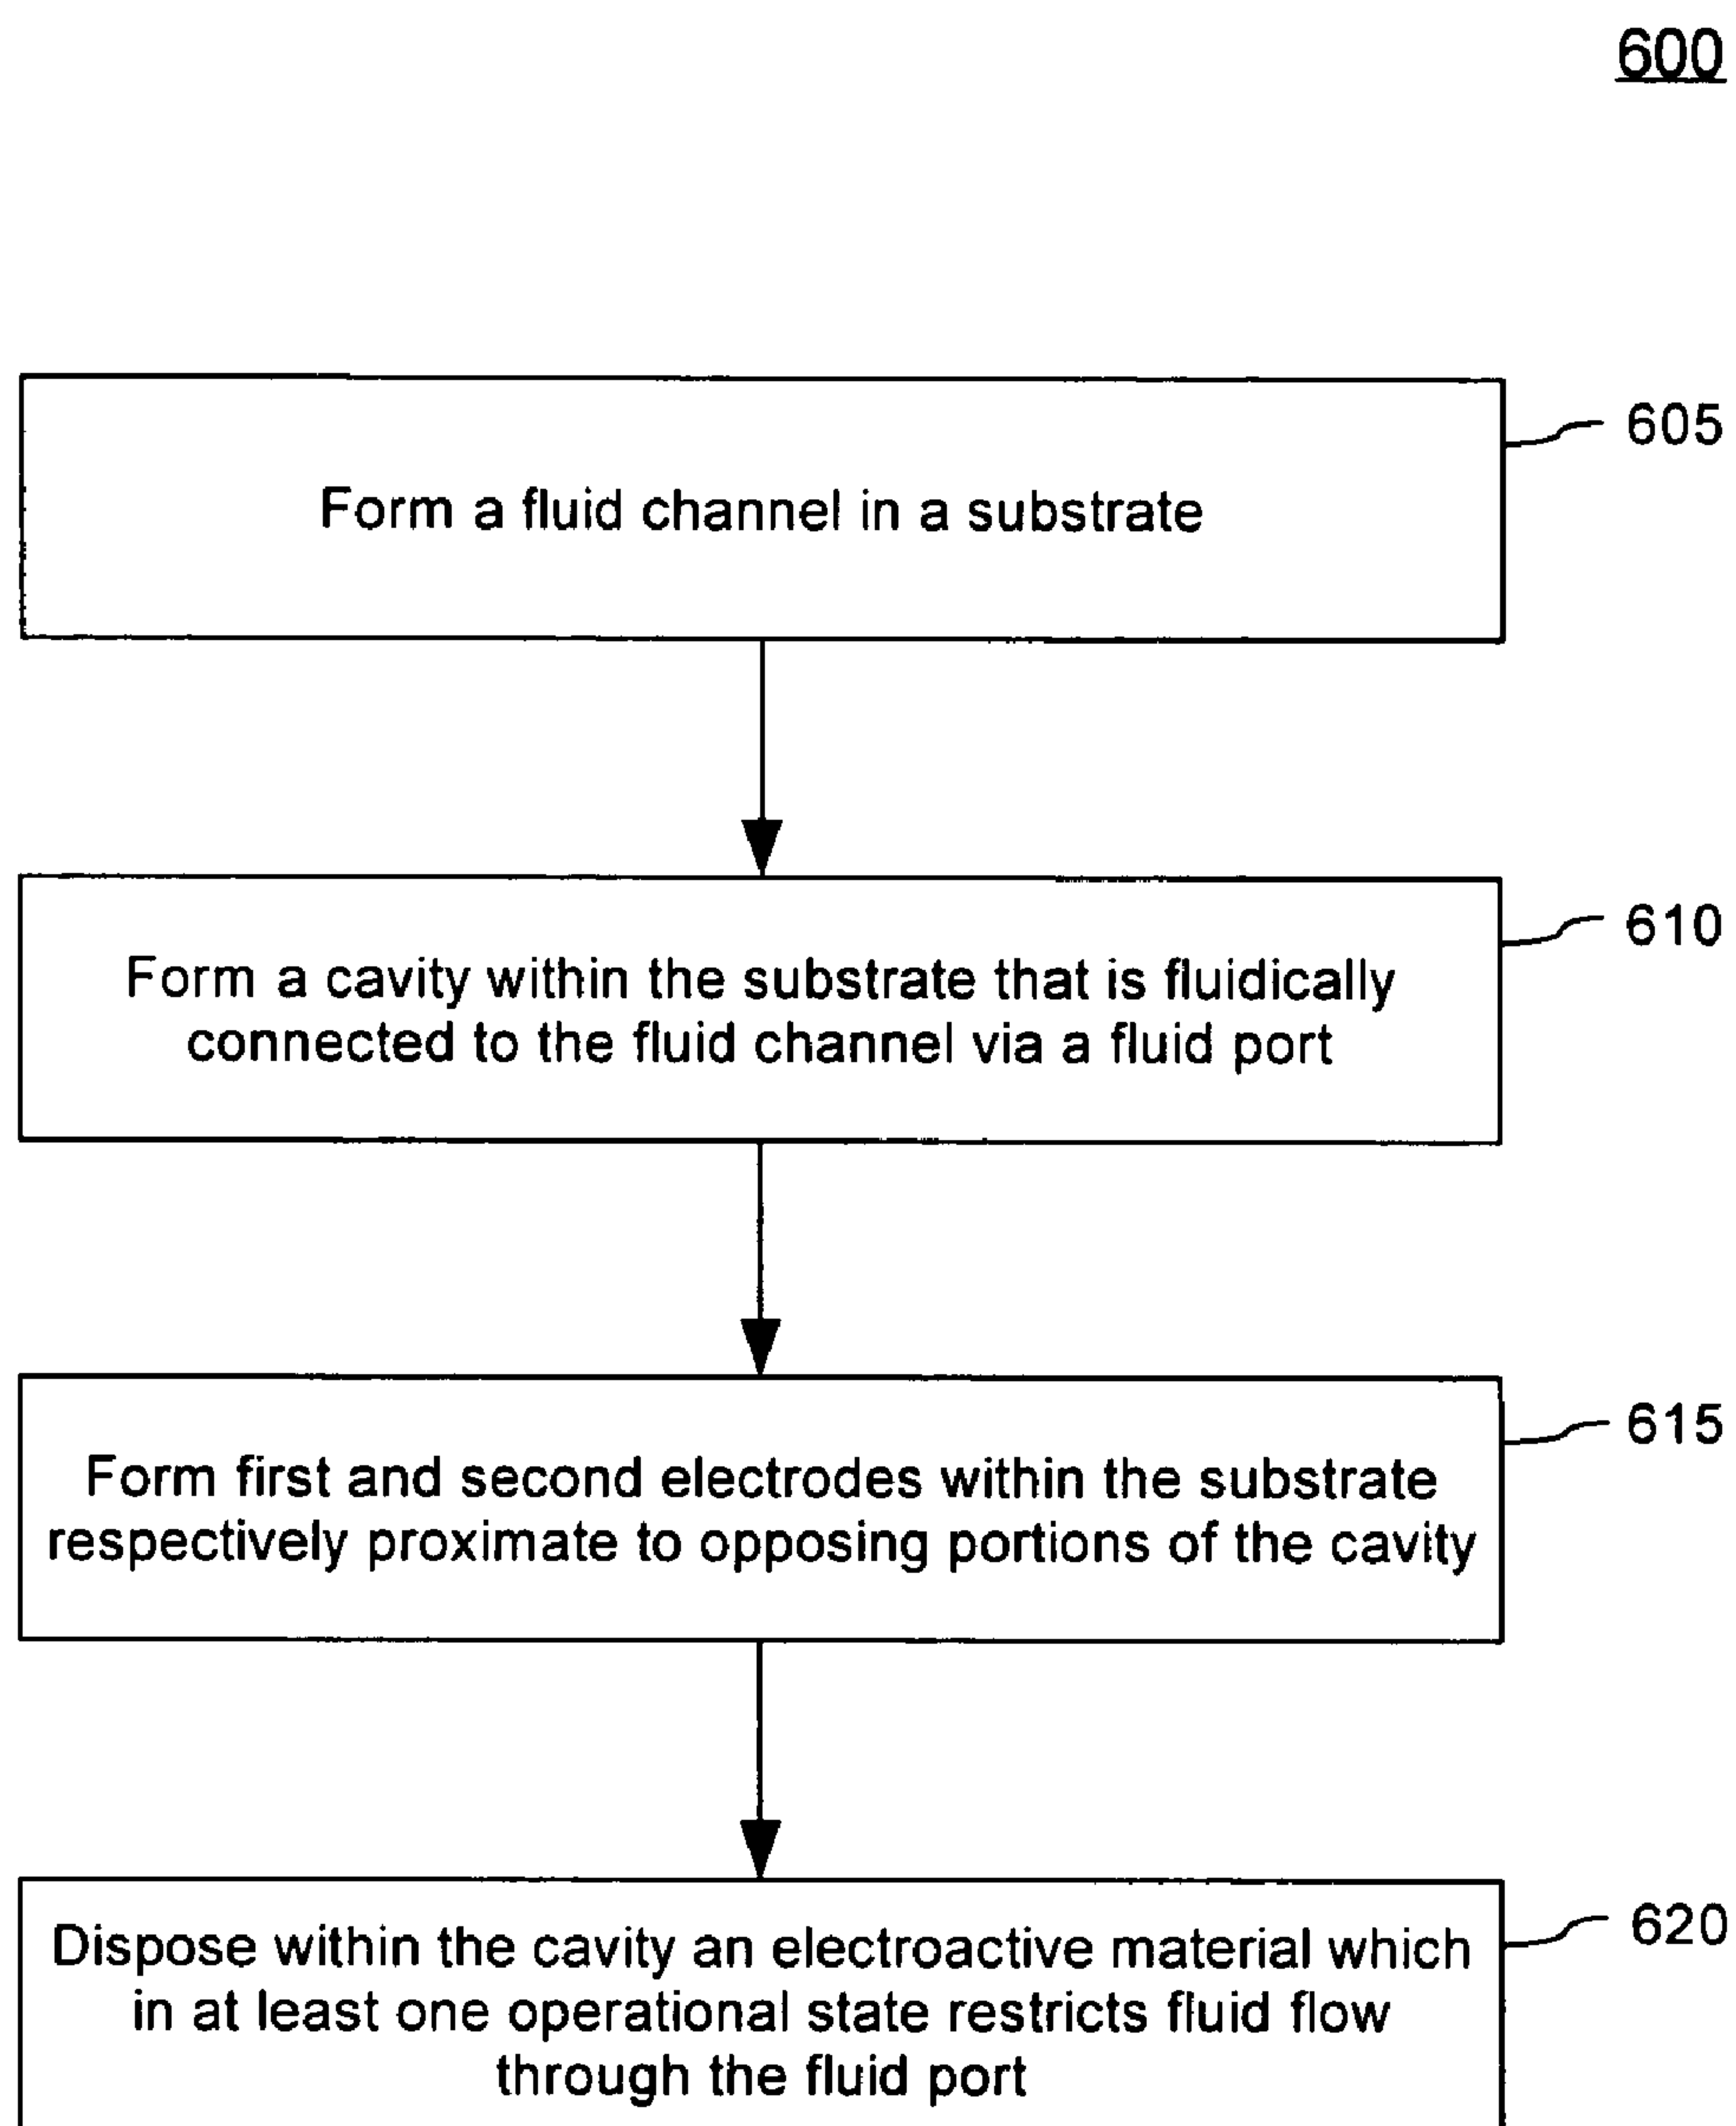 600
605
Form a fluid channel in a substrate
610
Form a cavity within the substrate that is fluidically
connected to the fluid channel via a fluid port
615
Form first and second electrodes within the substrate
respectively proximate to opposing portions of the cavity
620
Dispose within the cavity an electroactive material which
in at least one operational state restricts fluid flow
through the fluid port